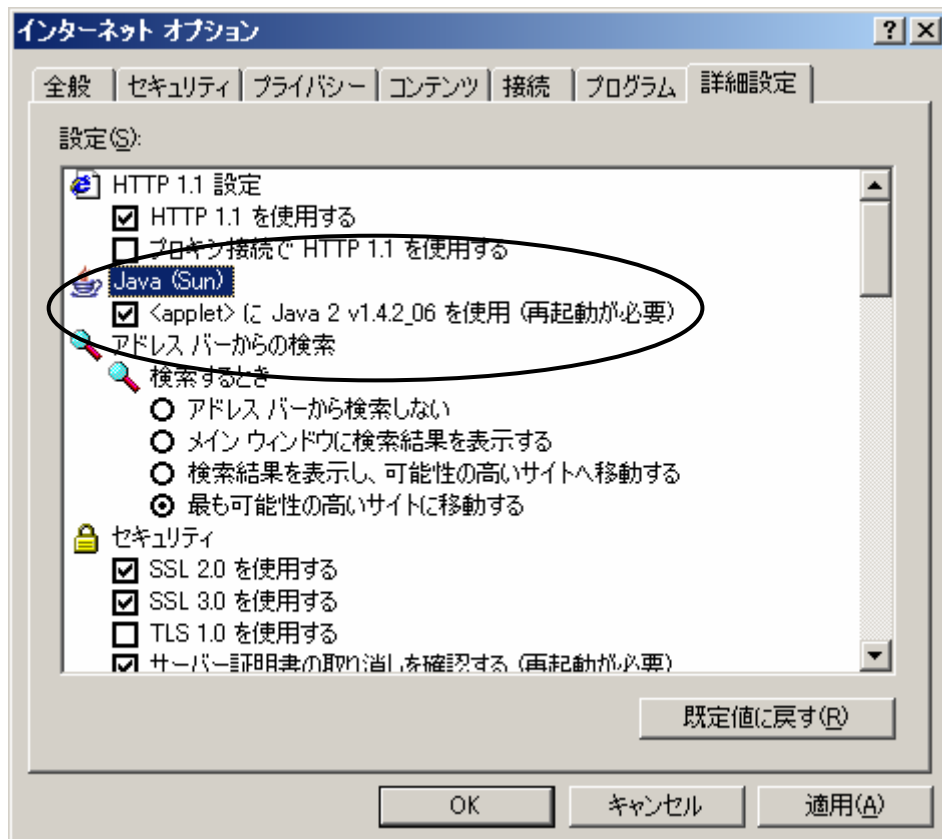 インターネット オプション
全般 セキュリティ プライバシー コンテンツ 接続 プログラム 詳細設定
設定(S):
HTTP 1.1 設定
HTTP 1.1 を使用する
プロキシ接続で HTTP 1.1 を使用する
Java (Sun)
<applet> に Java 2 v1.4.2_06 を使用 (再起動が必要)
アドレス バーからの検索
検索するとき
アドレス バーから検索しない
メイン ウィンドウに検索結果を表示する
検索結果を表示し、可能性の高いサイトへ移動する
最も可能性の高いサイトに移動する
セキュリティ
SSL 2.0 を使用する
SSL 3.0 を使用する
TLS 1.0 を使用する
サーバー証明書の取り消しを確認する (再起動が必要)
既定値に戻す(R)
OK キャンセル 適用(A)